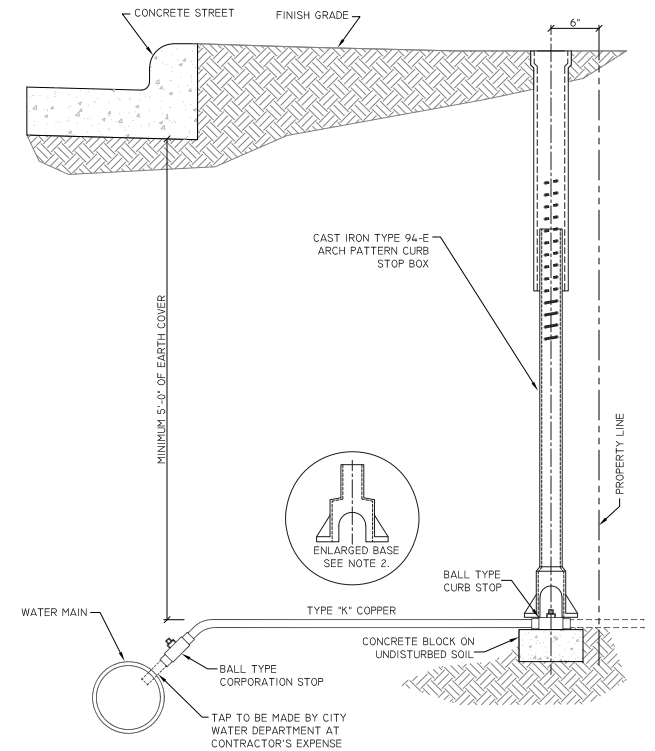 CONCRETE STREET
FINISH GRADE
6"
CAST IRON TYPE 94-E
ARCH PATTERN CURB
STOP BOX
MINIMUM 5'-0" OF EARTH COVER
PROPERTY LINE
ENLARGED BASE
SEE NOTE 2.
BALL TYPE
CURB STOP
WATER MAIN
TYPE "K" COPPER
CONCRETE BLOCK ON
UNDISTURBED SOIL
BALL TYPE
CORPORATION STOP
TAP TO BE MADE BY CITY
WATER DEPARTMENT AT
CONTRACTOR'S EXPENSE